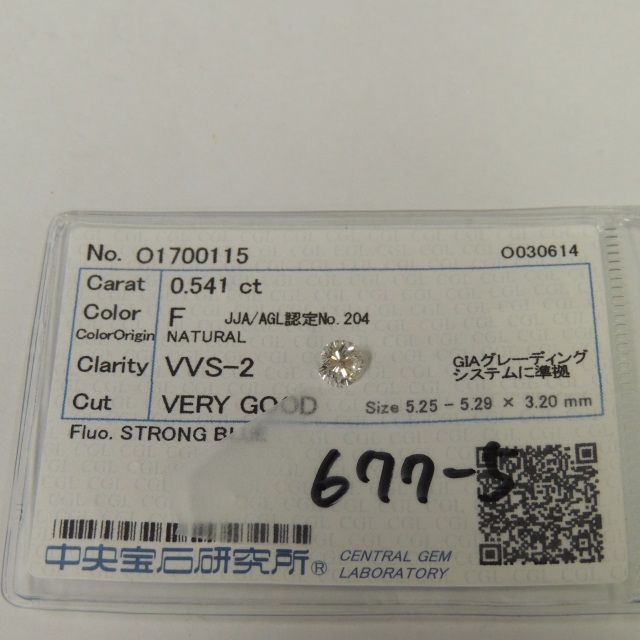 No. O1700115 O030614
Carat 0.541 ct
Color F JJA/AGL認定No.204
ColorOrigin NATURAL
Clarity VVS-2 GIAグレーディング
システムに準拠
Cut VERY GOOD Size 5.25 - 5.29 × 3.20 mm
Fluo. STRONG BLUE
677-5
中央宝石研究所® CENTRAL GEM
LABORATORY